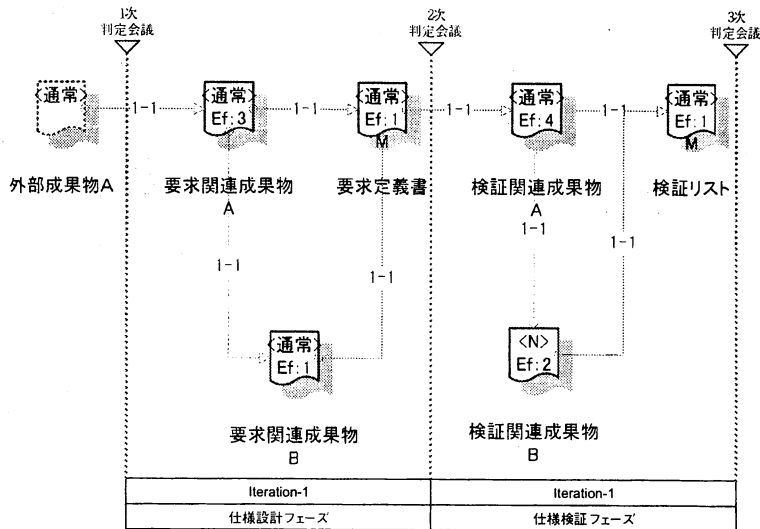 1次
判定会議
2次
判定会議
3次
判定会議
<通常>
1-1
<通常>
Ef:3
1-1
<通常>
Ef:1
M
1-1
<通常>
Ef:4
1-1
<通常>
Ef:1
M
外部成果物A
要求関連成果物
A
要求定義書
検証関連成果物
A
検証リスト
1-1
1-1
1-1
1-1
<通常>
Ef:1
<N>
Ef:2
要求関連成果物
B
検証関連成果物
B
Iteration-1
Iteration-1
仕様設計フェーズ
仕様検証フェーズ